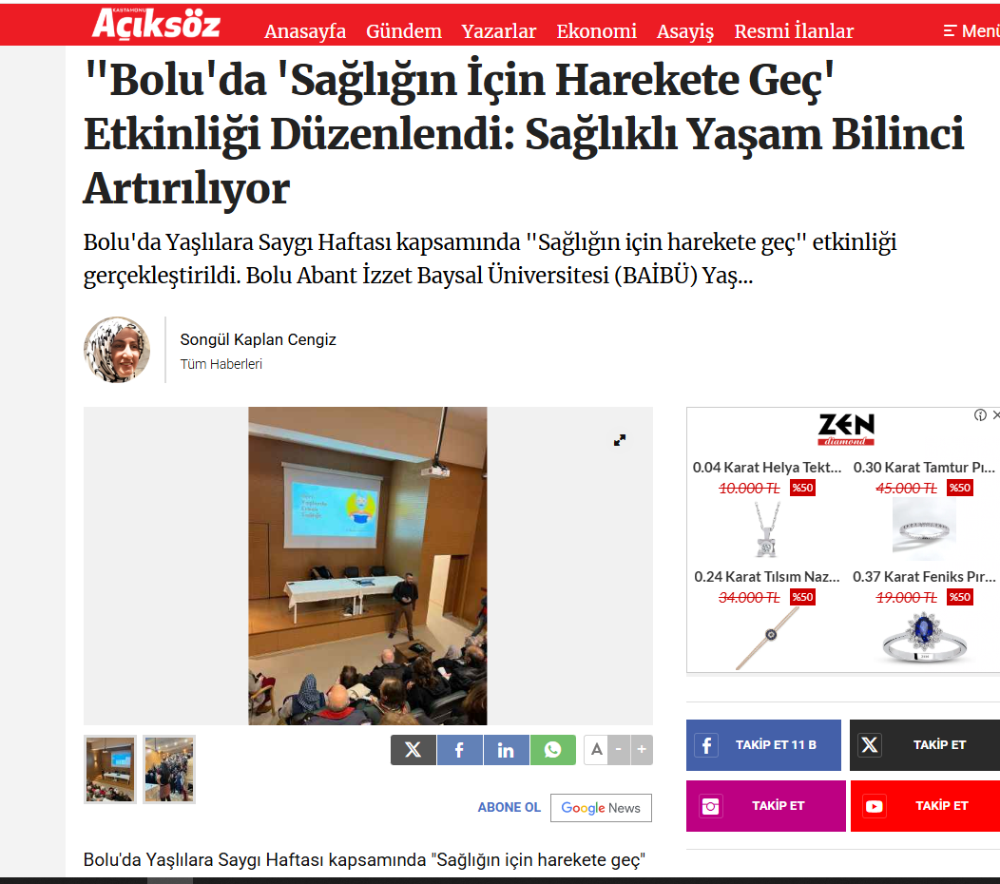 KASTAMONU
Açıksöz
Anasayfa Gündem Yazarlar Ekonomi Asayiş Resmi İlanlar
Menü
"Bolu'da 'Sağlığın İçin Harekete Geç'
Etkinliği Düzenlendi: Sağlıklı Yaşam Bilinci
Artırılıyor
Bolu'da Yaşlılara Saygı Haftası kapsamında "Sağlığın için harekete geç" etkinliği
gerçekleştirildi. Bolu Abant İzzet Baysal Üniversitesi (BAİBÜ) Yaş...
Songül Kaplan Cengiz
Tüm Haberleri
ZEN
diamond
0.04 Karat Helya Tekt... 0.30 Karat Tamtur Pı...
10.000 TL %50 45.000 TL %50
0.24 Karat Tılsım Naz... 0.37 Karat Feniks Pır...
34.000 TL %50 19.000 TL %50
A - +
ABONE OL Google News
TAKİP ET 11 B TAKİP ET
TAKİP ET TAKİP ET
Bolu'da Yaşlılara Saygı Haftası kapsamında "Sağlığın için harekete geç"